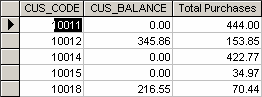 CUS_CODE CUS_BALANCE Total Purchases
10011 0.00 444.00
10012 345.86 153.85
10014 0.00 422.77
10015 0.00 34.97
10018 216.55 70.44